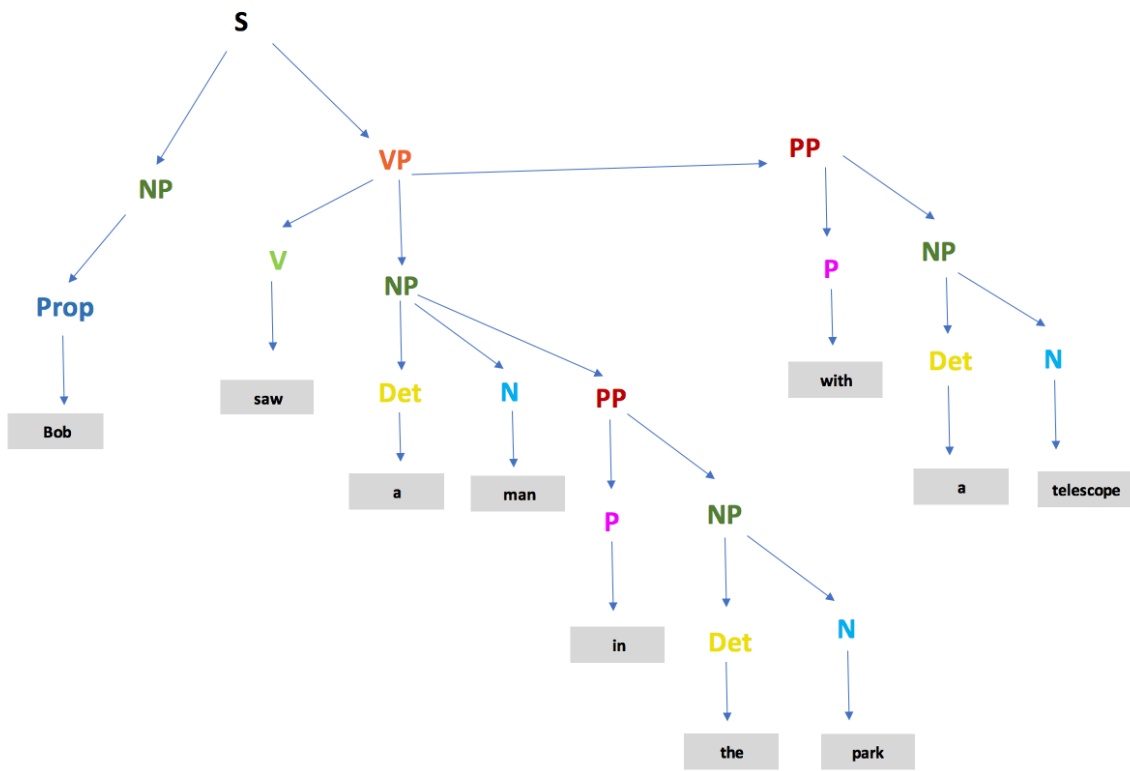 S
VP
PP
NP
V
P
NP
NP
Prop
Det
N
PP
Det
N
Bob
saw
with
a
man
a
telescope
P
NP
in
Det
N
the
park